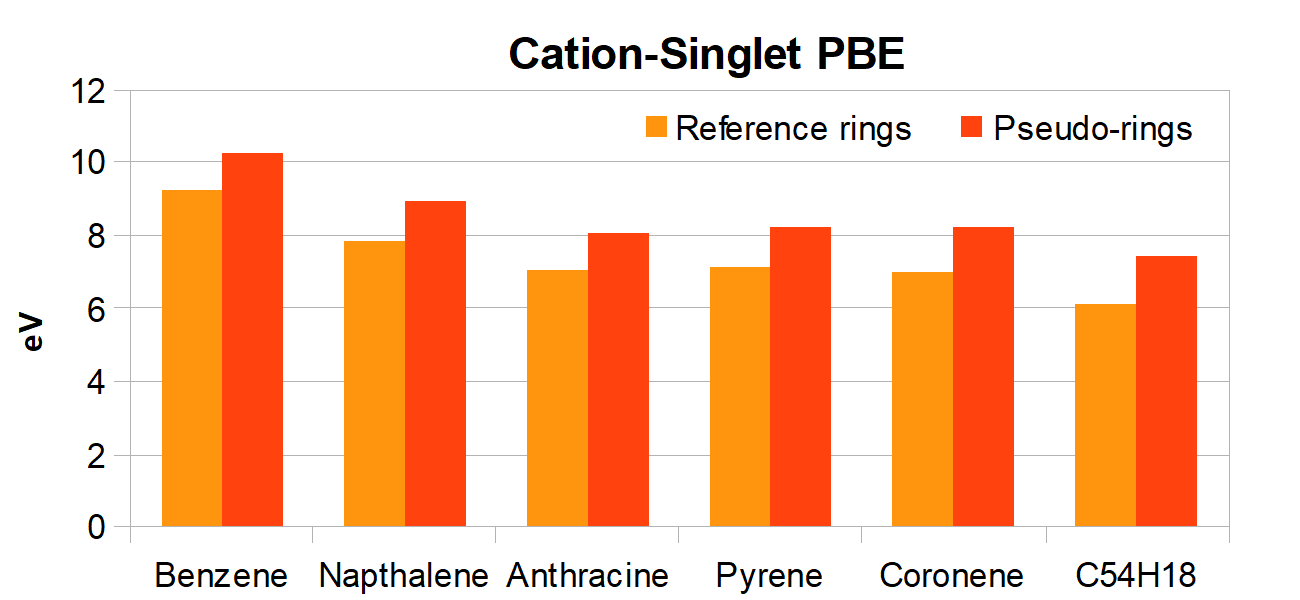 Cation-Singlet PBE
Reference rings
Pseudo-rings
12
10
8
6
4
2
0
eV
Benzene
Napthalene
Anthracine
Pyrene
Coronene
C54H18